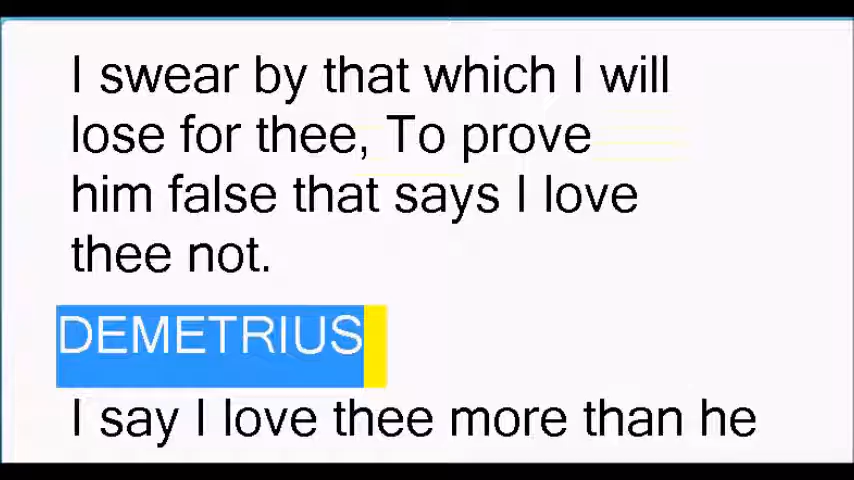 I swear by that which I will
lose for thee, To prove
him false that says I love
thee not.
DEMETRIUS
I say I love thee more than he